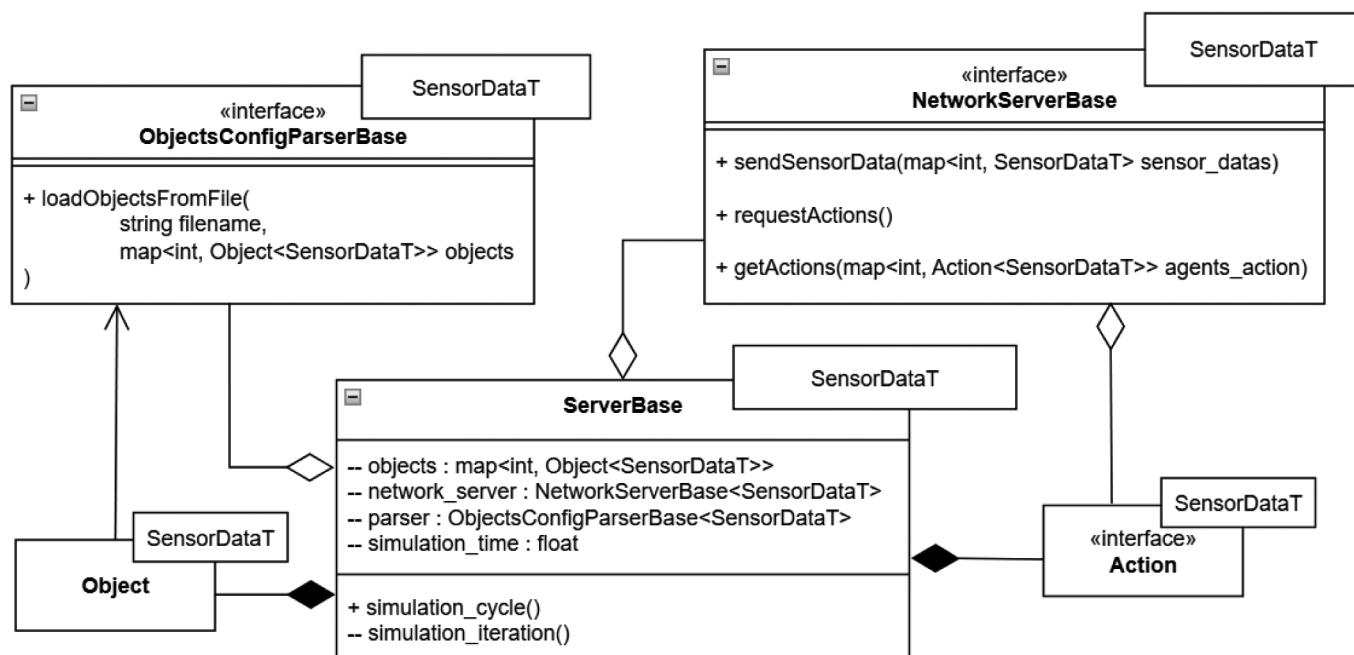 SensorDataT
«interface»
ObjectsConfigParserBase
+ loadObjectsFromFile(
string filename,
map<int, Object<SensorDataT>> objects
)
SensorDataT
«interface»
NetworkServerBase
+ sendSensorData(map<int, SensorDataT> sensor_datas)
+ requestActions()
+ getActions(map<int, Action<SensorDataT>> agents_action)
SensorDataT
ServerBase
-- objects : map<int, Object<SensorDataT>>
-- network_server : NetworkServerBase<SensorDataT>
-- parser : ObjectsConfigParserBase<SensorDataT>
-- simulation_time : float
+ simulation_cycle()
-- simulation_iteration()
SensorDataT
Object
SensorDataT
«interface»
Action